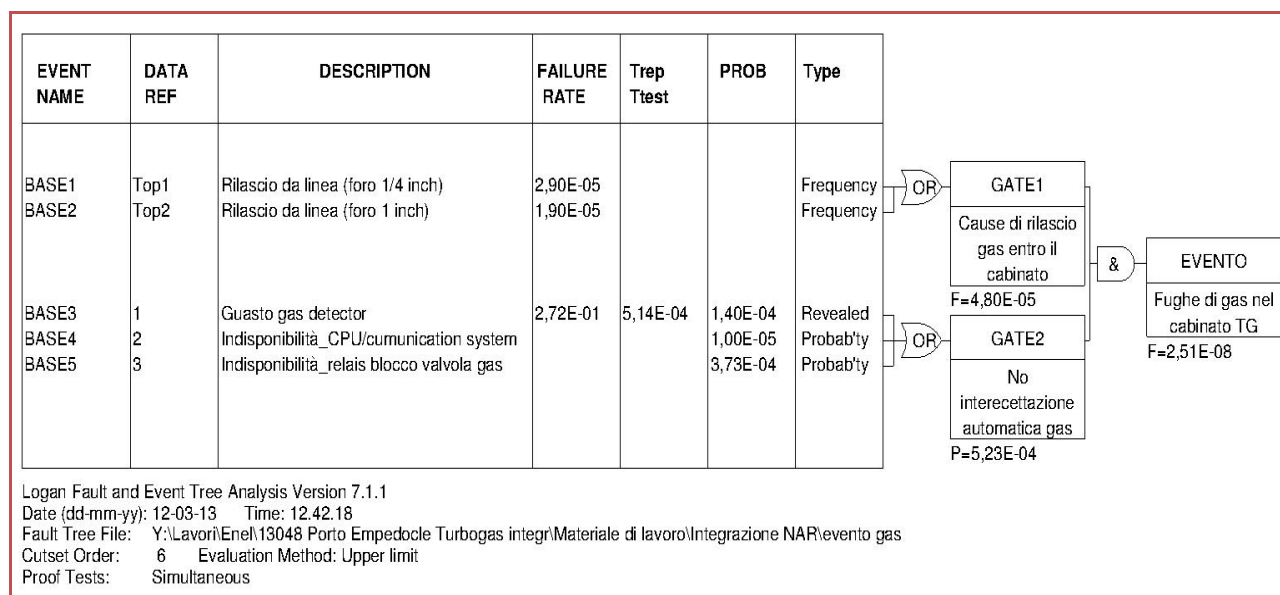 EVENT NAME DATA REF DESCRIPTION FAILURE RATE Trep Ttest PROB Type
BASE1 Top1 Rilascio da linea (foro 1/4 inch) 2,90E-05 Frequency
BASE2 Top2 Rilascio da linea (foro 1 inch) 1,90E-05 Frequency
OR
GATE1
Cause di rilascio
gas entro il
cabinato
F=4,80E-05
BASE3 1 Guasto gas detector 2,72E-01 5,14E-04 1,40E-04 Revealed
BASE4 2 Indisponibilità_CPU/cumunication system 1,00E-05 Probab'ty
BASE5 3 Indisponibilità_relais blocco valvola gas 3,73E-04 Probab'ty
OR
GATE2
No
interecettazione
automatica gas
P=5,23E-04
&
EVENTO
Fughe di gas nel
cabinato TG
F=2,51E-08
Logan Fault and Event Tree Analysis Version 7.1.1
Date (dd-mm-yy): 12-03-13 Time: 12.42.18
Fault Tree File: Y:\Lavori\Enel\13048 Porto Empedocle Turbogas integr\Materiale di lavoro\Integrazione NAR\evento gas
Cutset Order: 6 Evaluation Method: Upper limit
Proof Tests: Simultaneous